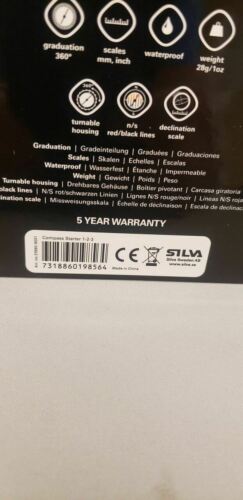 graduation 360°
scales mm, inch
waterproof
weight 28g/1oz
turnable housing
n/s red/black lines
declination scale
Graduation | Gradeinteilung | Graduées | Graduaciones
Scales | Skalen | Echelles | Escalas
Waterproof | Wasserfest | Étanche | Impermeable
Weight | Gewicht | Poids | Peso
Turnable housing | Drehbares Gehäuse | Boîtier pivotant | Carcasa giratoria
black lines | N/S rot/schwarzen Linien | Lignes N/S rouge/noir | Líneas N/S
ination scale | Missweisungsskala | Échelle de déclinaison | Escala de declinac
5 YEAR WARRANTY
Compass Starter 1-2-3
7318860198564
CE
Made in China
SILVA
Silva Sweden AB
www.silva.se